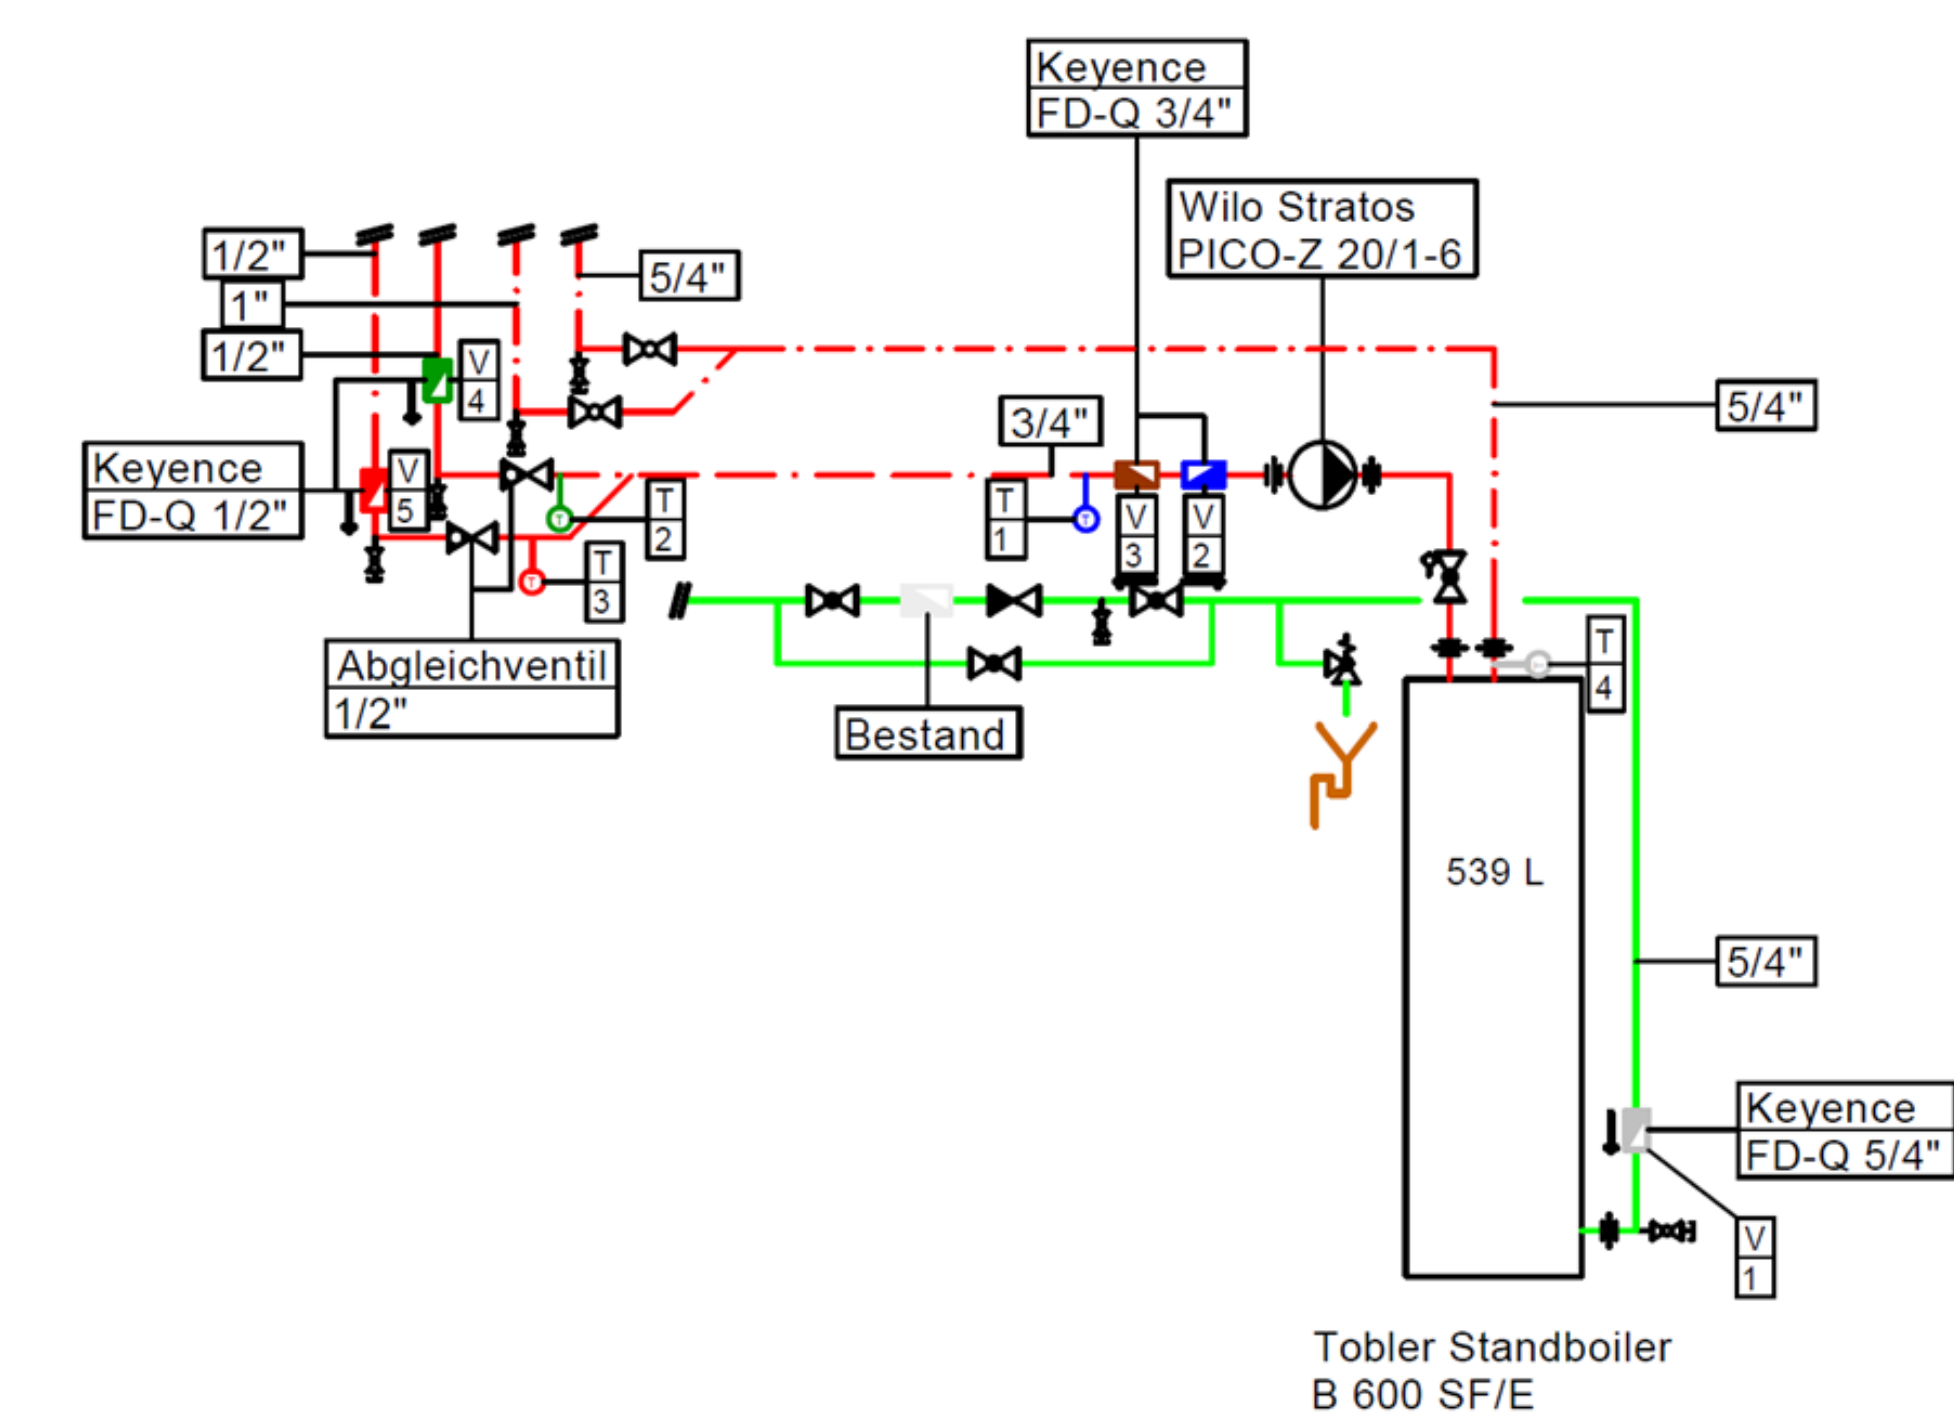 Keyence
FD-Q 3/4"
Wilo Stratos
PICO-Z 20/1-6
1/2"
5/4"
1"
1/2"
V
4
3/4"
5/4"
Keyence
FD-Q 1/2"
V
5
T
2
T
1
V
3
V
2
T
3
T
T
T
Abgleichventil
1/2"
T
4
Bestand
539 L
5/4"
Keyence
FD-Q 5/4"
V
1
Tobler Standboiler
B 600 SF/E